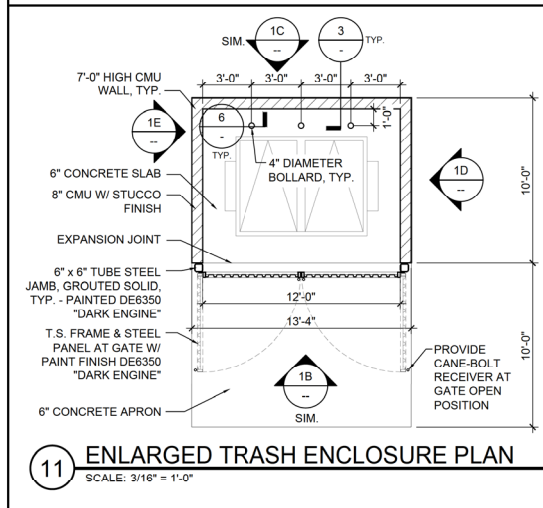 1C
--
SIM.
3
-
TYP.
3'-0"
3'-0"
3'-0"
3'-0"
7'-0" HIGH CMU
WALL, TYP.
1'-0"
1E
--
6
-
TYP.
4" DIAMETER
BOLLARD, TYP.
6" CONCRETE SLAB
8" CMU W/ STUCCO
FINISH
1D
--
10'-0"
EXPANSION JOINT
6" x 6" TUBE STEEL
JAMB, GROUTED SOLID,
TYP. - PAINTED DE6350
"DARK ENGINE"
12'-0"
13'-4"
T.S. FRAME & STEEL
PANEL AT GATE W/
PAINT FINISH DE6350
"DARK ENGINE"
10'-0"
PROVIDE
CANE-BOLT
RECEIVER AT
GATE OPEN
POSITION
1B
--
SIM.
6" CONCRETE APRON
11
ENLARGED TRASH ENCLOSURE PLAN
SCALE: 3/16" = 1'-0"